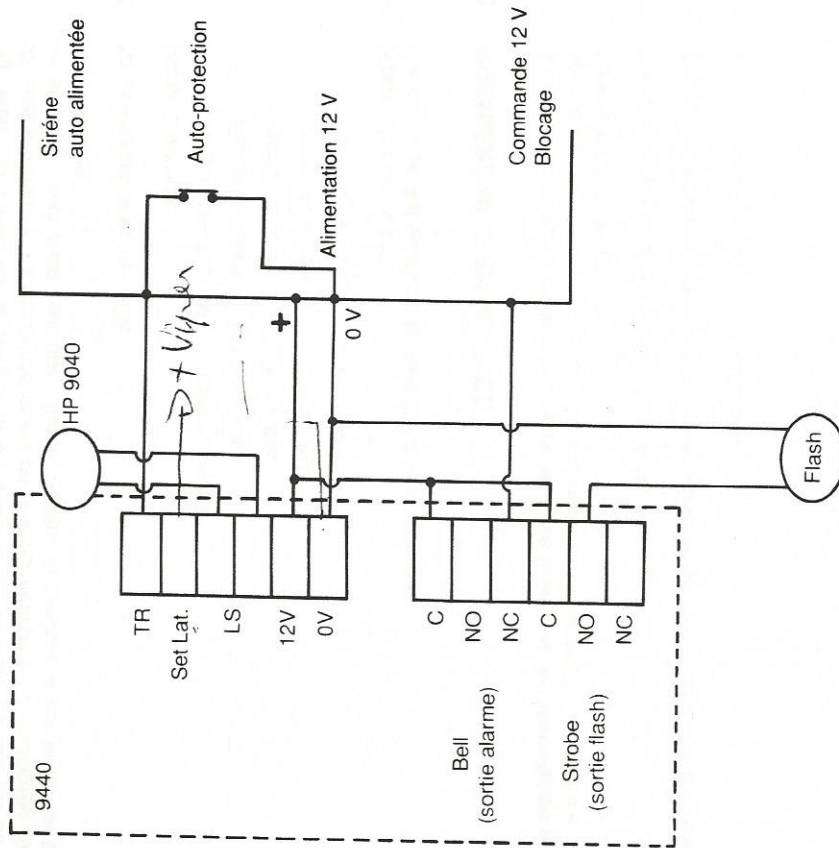 9440
HP 9040
TR
Set Lat.
LS
12V
0V
Bell
(sortie alarme)
C
NO
NC
Strobe
(sortie flash)
C
NO
NC
Flash
+
0 V
Alimentation 12 V
Auto-protection
Siréne
auto alimentée
Commande 12 V
Blocage